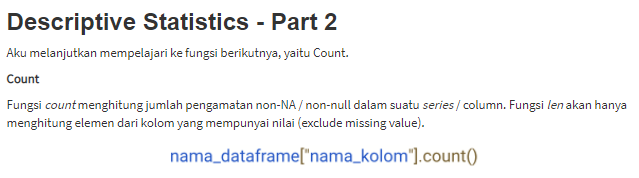 Descriptive Statistics - Part 2
Aku melanjutkan mempelajari ke fungsi berikutnya, yaitu Count.
Count
Fungsi count menghitung jumlah pengamatan non-NA / non-null dalam suatu series / column. Fungsi len akan hanya
menghitung elemen dari kolom yang mempunyai nilai (exclude missing value).
nama_dataframe["nama_kolom"].count()